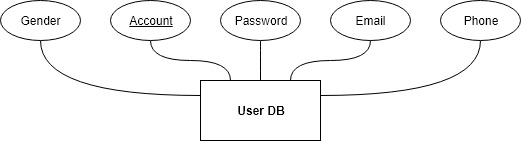 Gender
Account
Password
Email
Phone
User DB